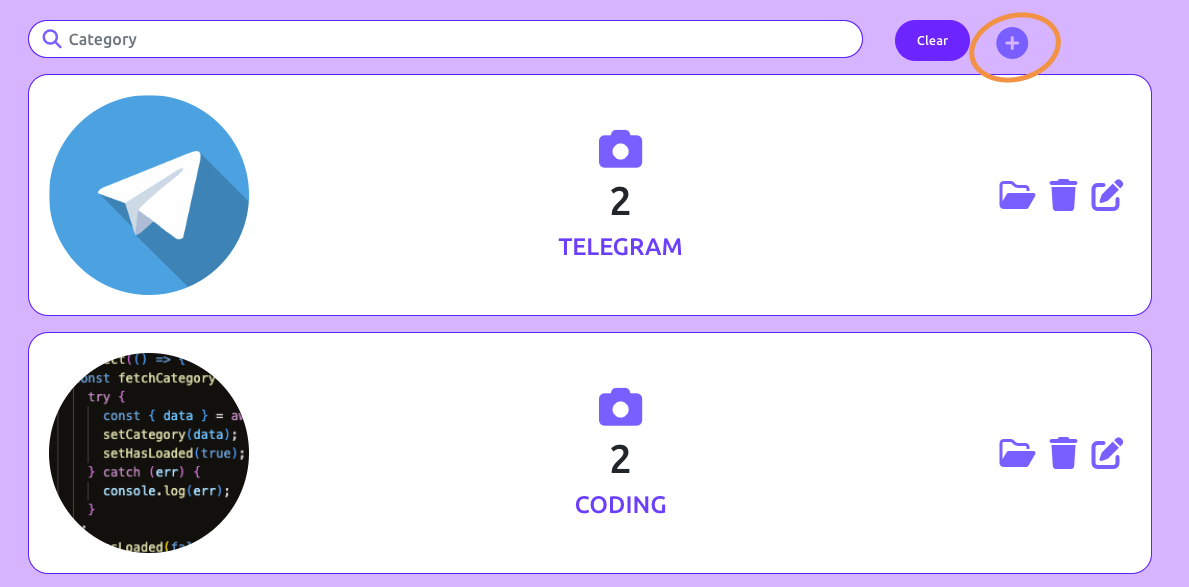 Category
Clear
2
TELEGRAM
onst fetchCategory
try {
const { data } = aw
setCategory(data);
setHasLoaded(true);
} catch (err) {
console.log(err);
}
2
CODING